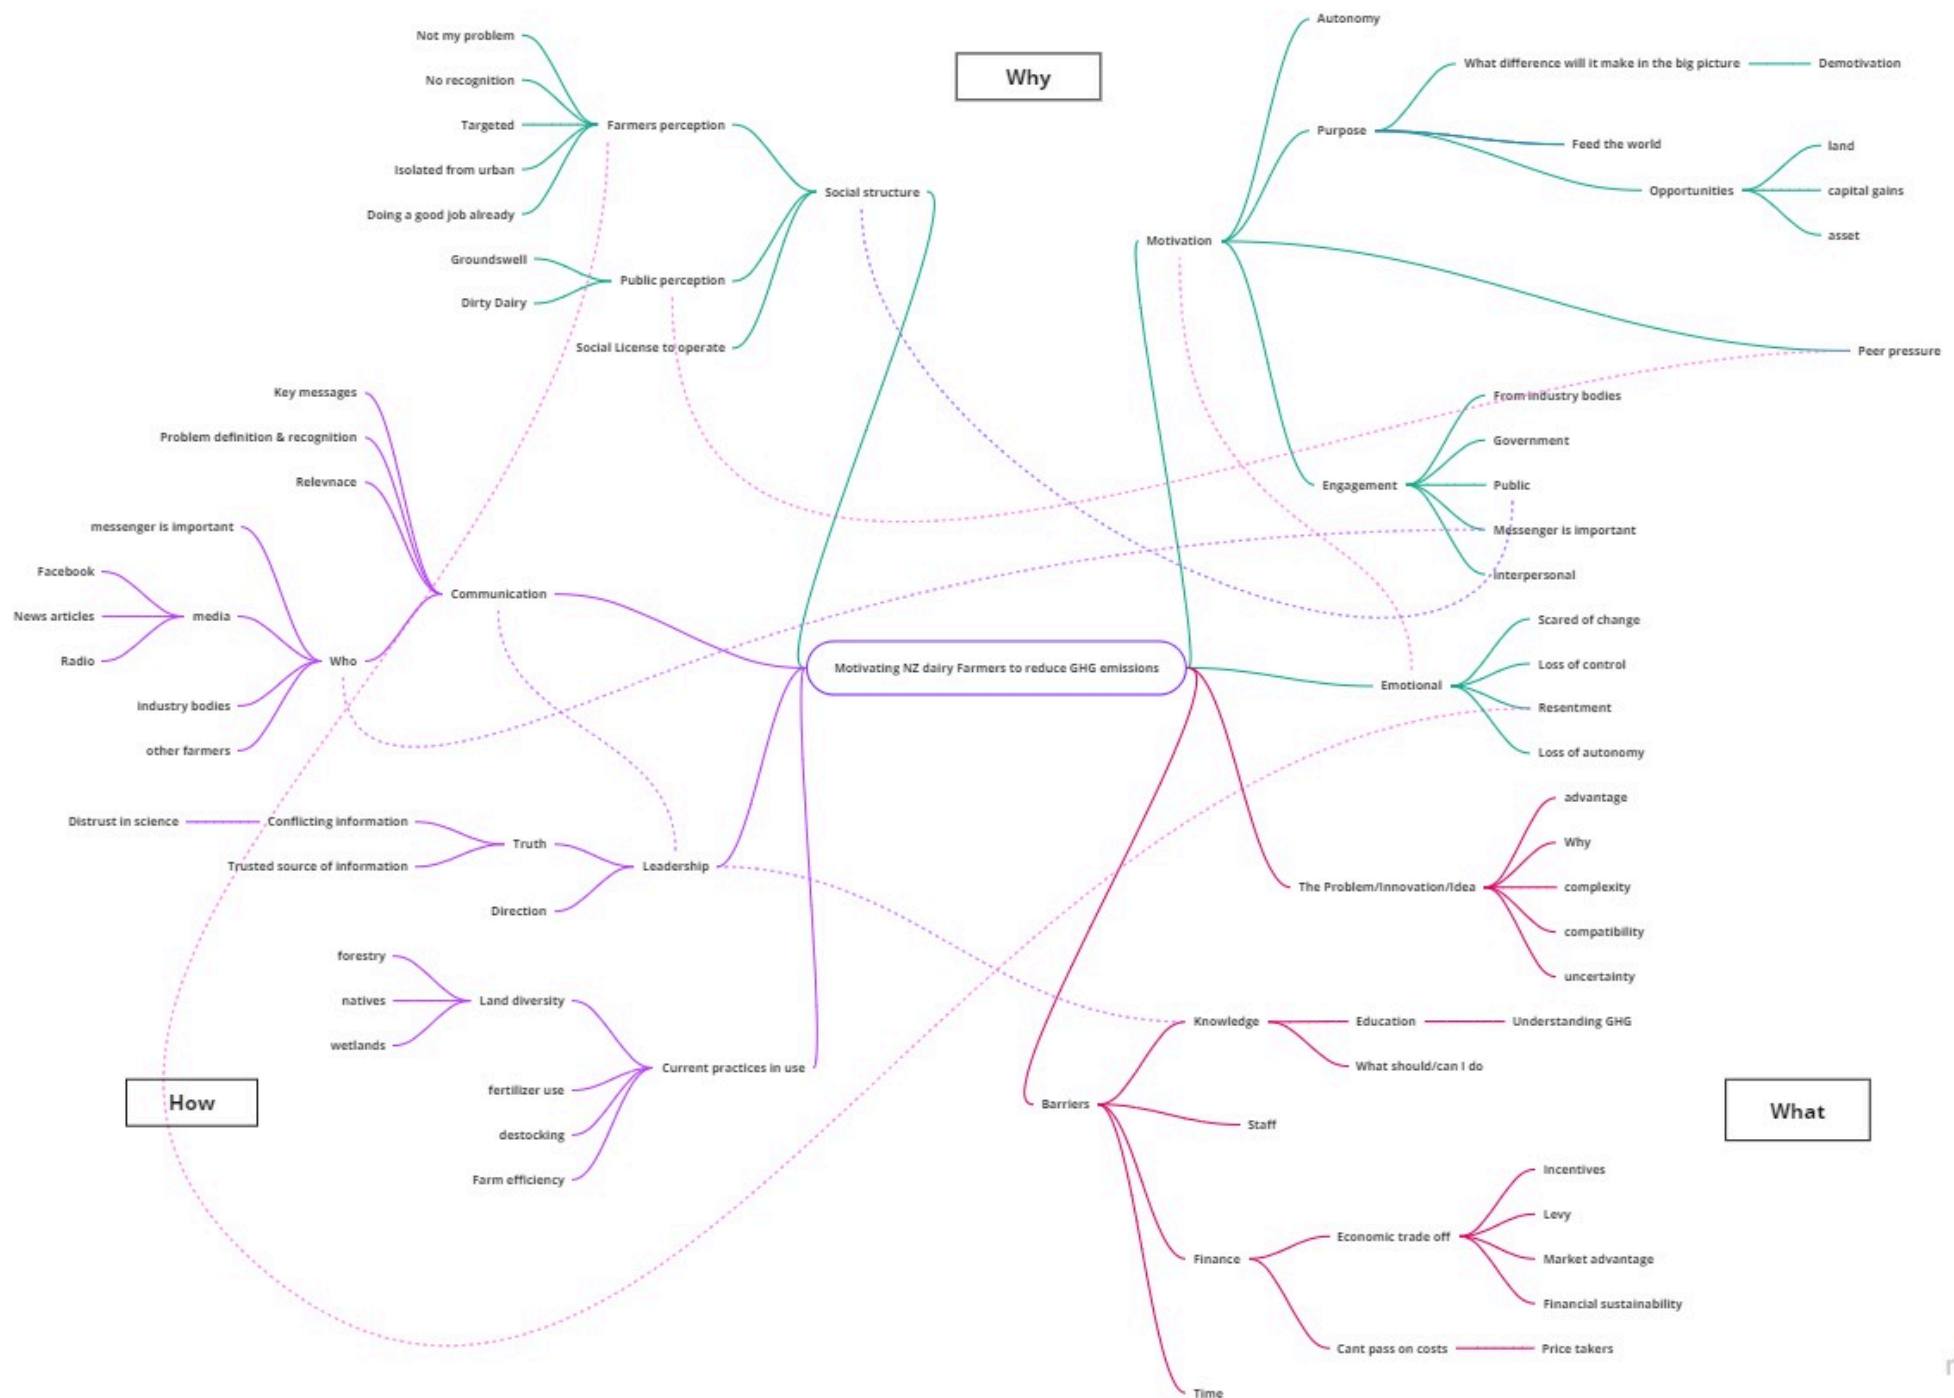 Why
Motivating NZ dairy Farmers to reduce GHG emissions
Social structure
Farmers perception
Not my problem
No recognition
Targeted
Isolated from urban
Doing a good job already
Public perception
Groundswell
Dirty Dairy
Social License to operate
Motivation
Autonomy
Purpose
What difference will it make in the big picture
Demotivation
Feed the world
Opportunities
land
capital gains
asset
Peer pressure
Engagement
From industry bodies
Government
Public
Messenger is important
Interpersonal
Emotional
Scared of change
Loss of control
Resentment
Loss of autonomy
How
Communication
Key messages
Problem definition & recognition
Relevnace
Who
messenger is important
media
Facebook
News articles
Radio
industry bodies
other farmers
Leadership
Truth
Conflicting information
Distrust in science
Trusted source of information
Direction
Current practices in use
Land diversity
forestry
natives
wetlands
fertilizer use
destocking
Farm efficiency
What
The Problem/Innovation/Idea
advantage
Why
complexity
compatibility
uncertainty
Barriers
Knowledge
Education
Understanding GHG
What should/can I do
Staff
Finance
Economic trade off
Incentives
Levy
Market advantage
Financial sustainability
Cant pass on costs
Price takers
Time